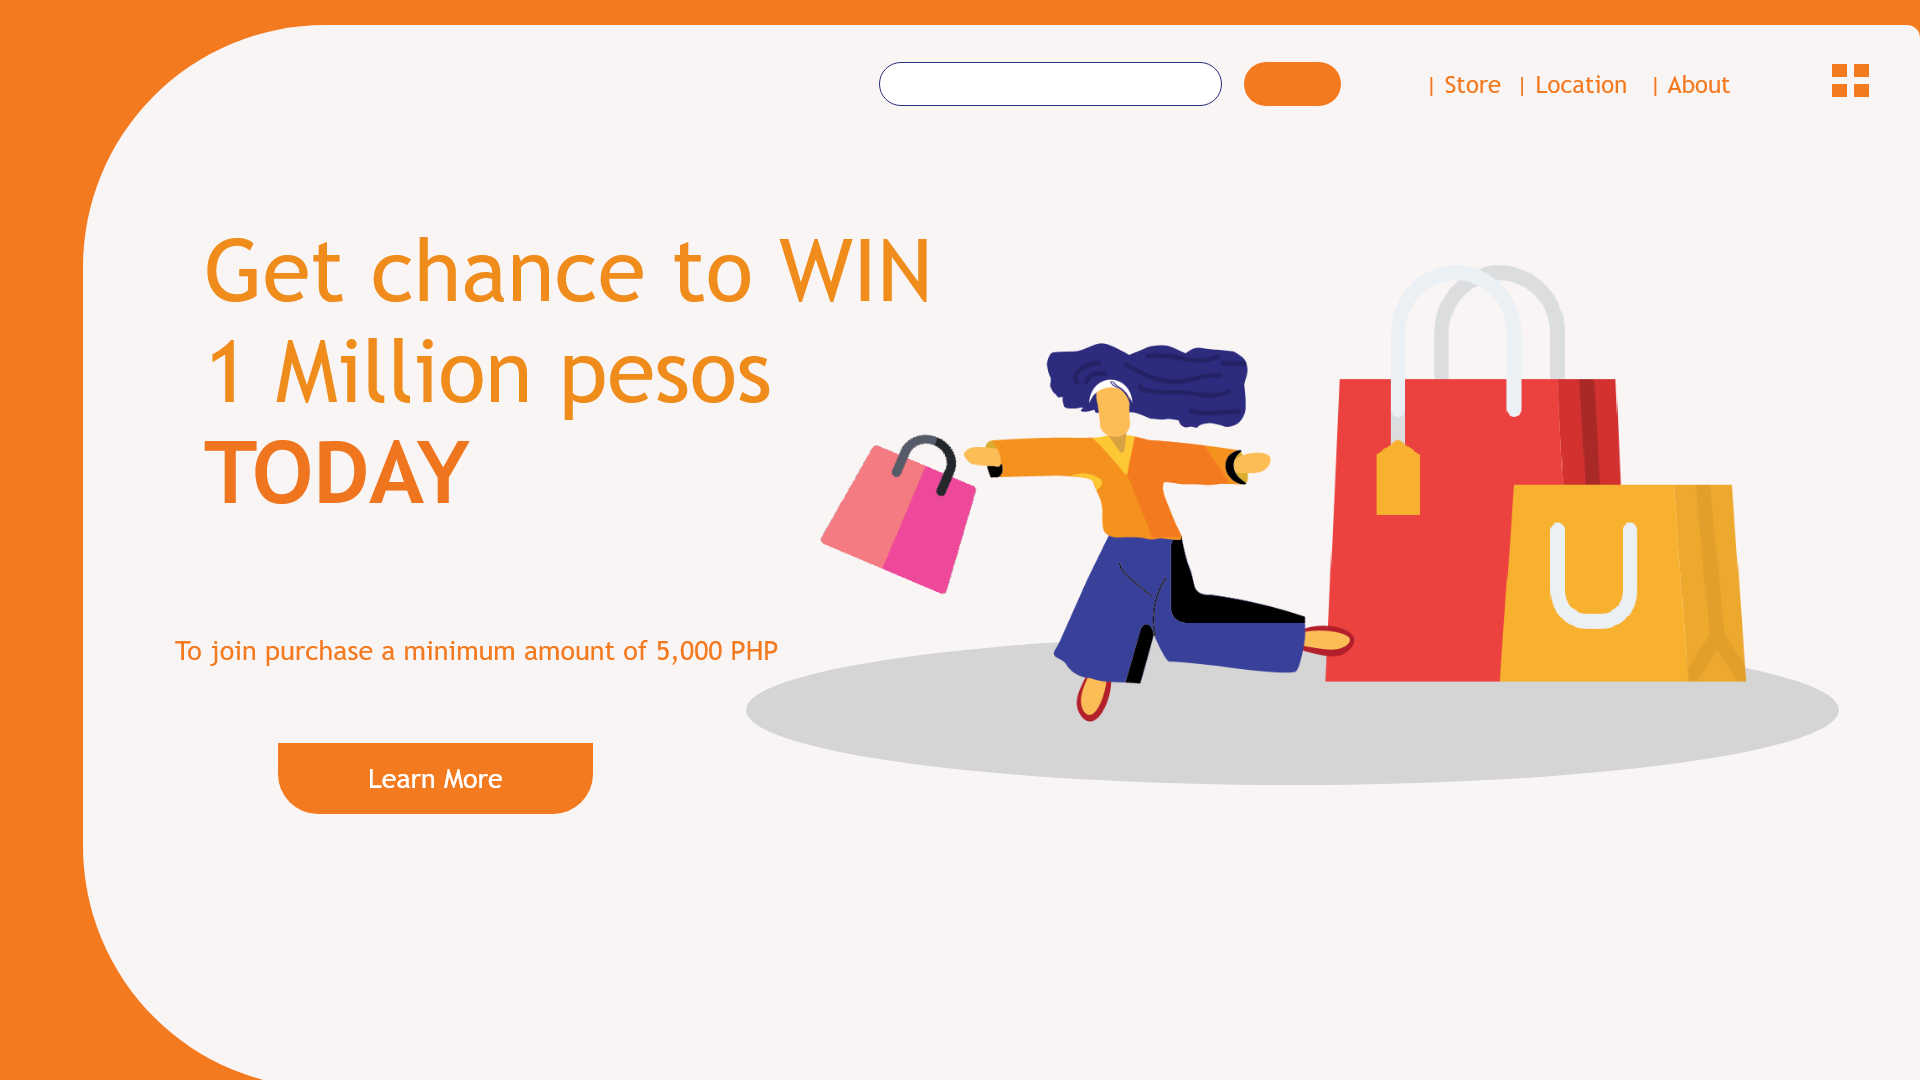 | Store | Location | About
Get chance to WIN
1 Million pesos
TODAY
To join purchase a minimum amount of 5,000 PHP
Learn More